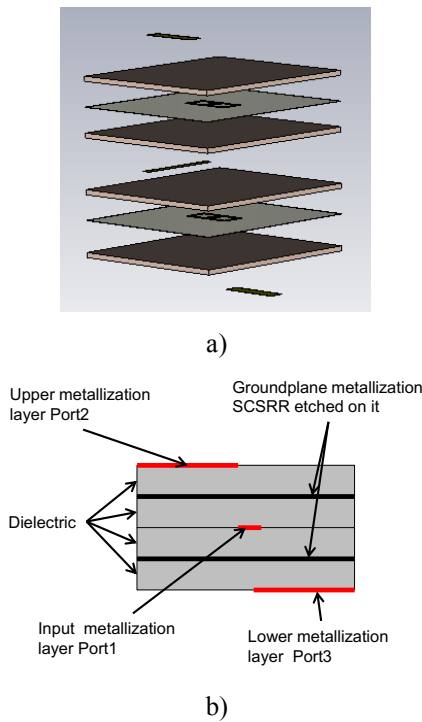 a)
Upper metallization
layer Port2
Groundplane metallization
SCSRR etched on it
Dielectric
Input metallization
layer Port1
Lower metallization
layer Port3
b)